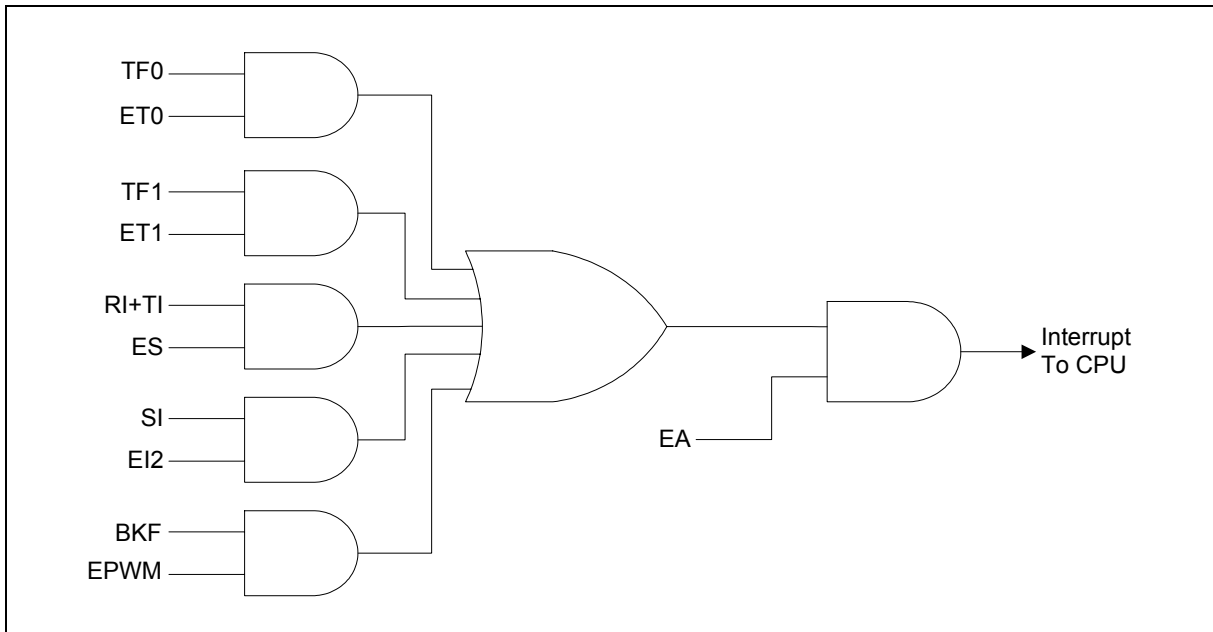 TF0
ET0
TF1
ET1
RI+TI
ES
SI
EI2
BKF
EPWM
EA
Interrupt
To CPU